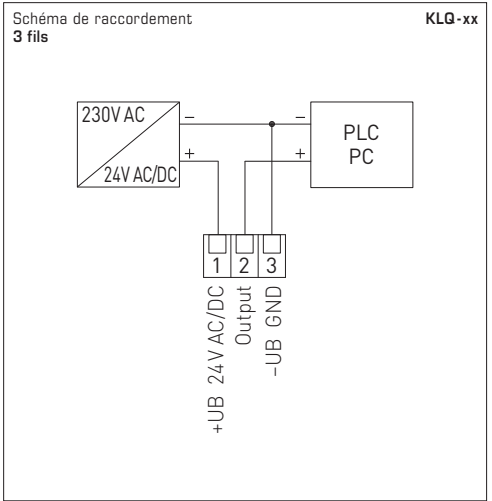 Schéma de raccordement
KLQ-xx
3 fils
230V AC
24V AC/DC
–
+
–
+
PLC
PC
1
2
3
+UB 24V AC/DC
Output
–UB GND